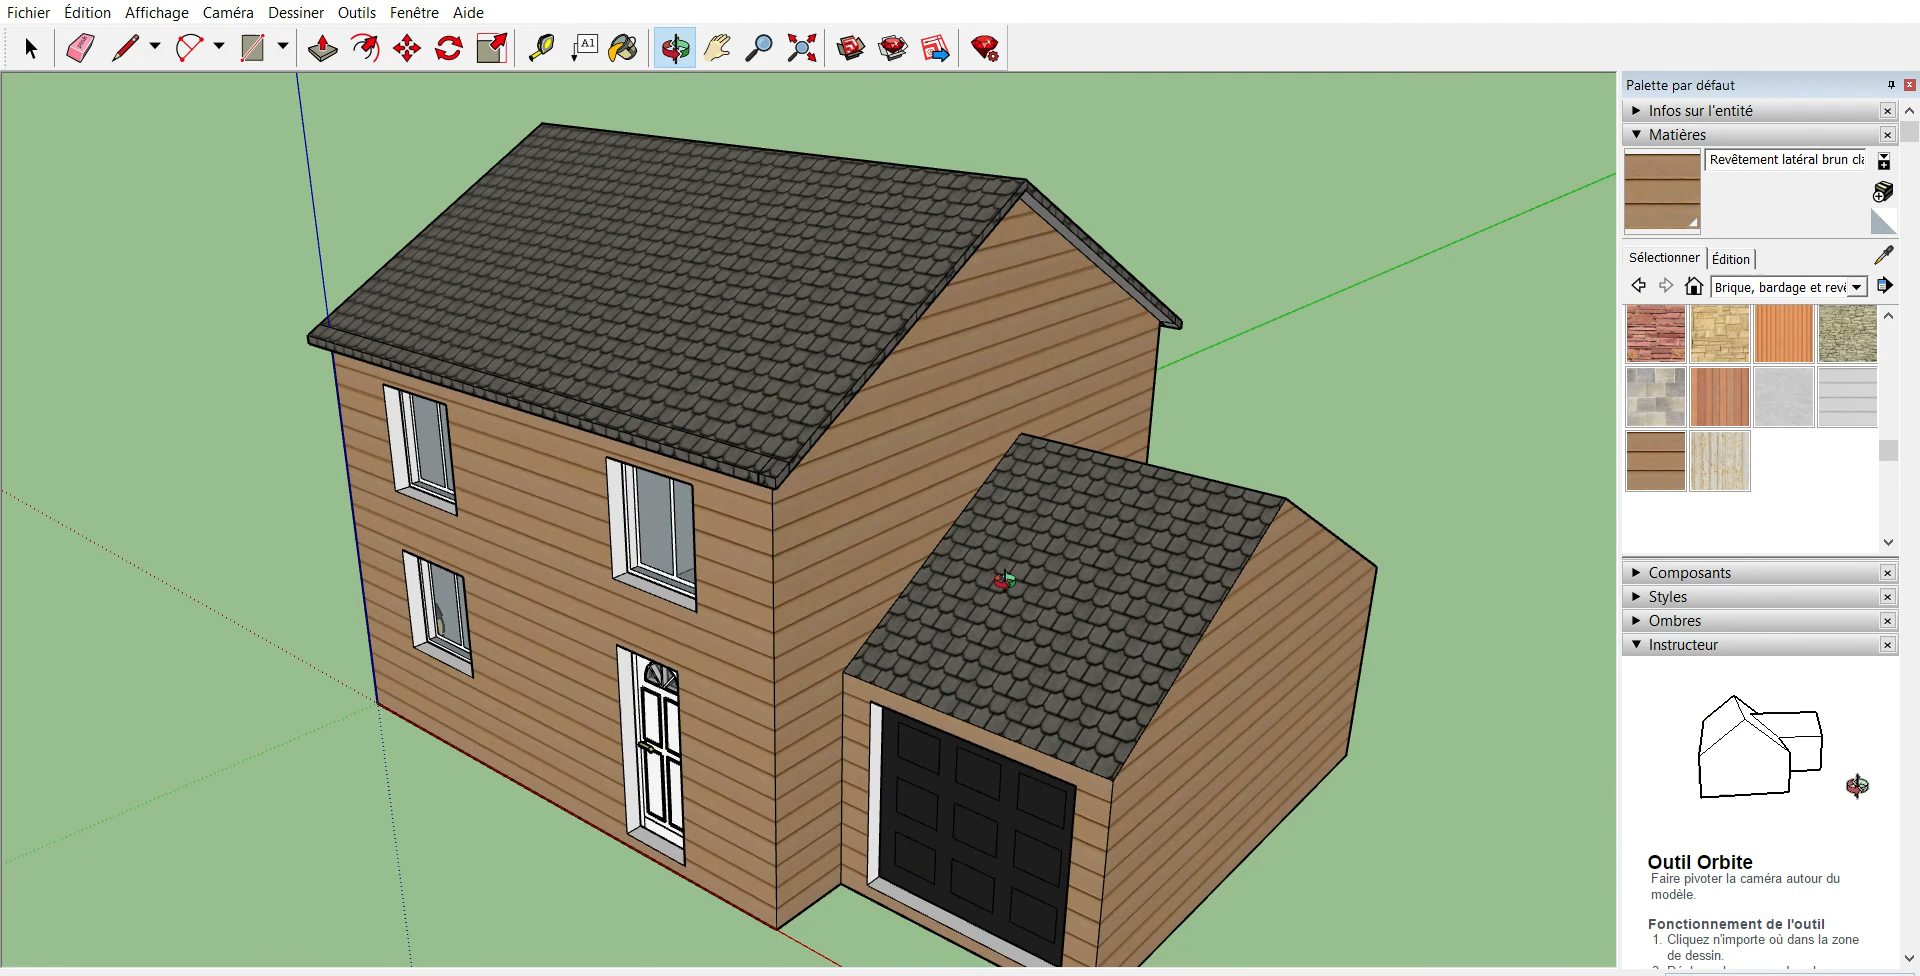 Fichier Édition Affichage Caméra Dessiner Outils Fenêtre Aide
A1
Palette par défaut
Infos sur l'entité
Matières
Revêtement latéral brun cla
Sélectionner Édition
Brique, bardage et revê
Composants
Styles
Ombres
Instructeur
Outil Orbite
Faire pivoter la caméra autour du
modèle.
Fonctionnement de l'outil
1. Cliquez n'importe où dans la zone
de dessin.